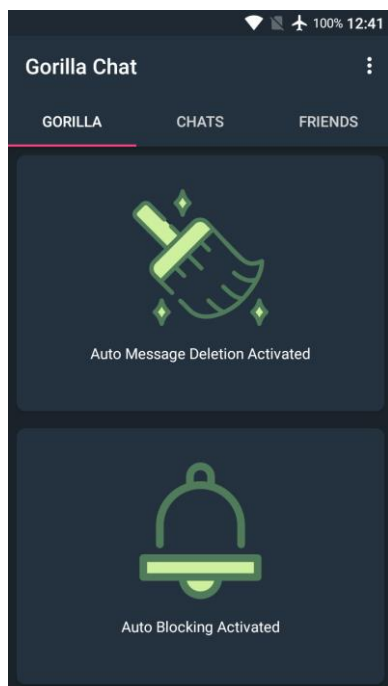 100% 12:41
Gorilla Chat
GORILLA CHATS FRIENDS
Auto Message Deletion Activated
Auto Blocking Activated